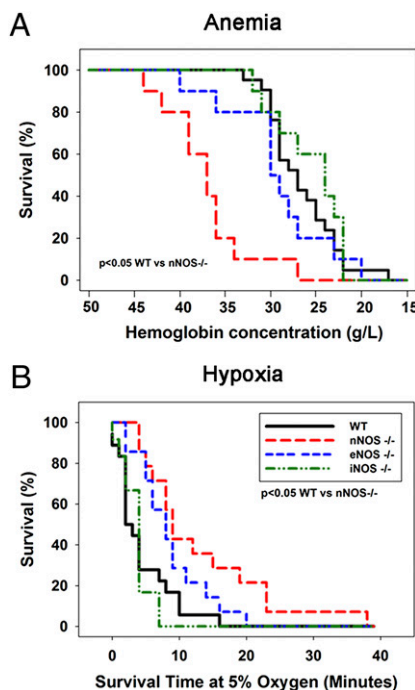 A
Anemia
Survival (%)
100
80
60
40
20
0
p<0.05 WT vs nNOS-/-
50 45 40 35 30 25 20 15
Hemoglobin concentration (g/L)
B
Hypoxia
Survival (%)
100
80
60
40
20
0
WT
nNOS -/-
eNOS -/-
iNOS -/-
p<0.05 WT vs nNOS-/-
0 10 20 30 40
Survival Time at 5% Oxygen (Minutes)